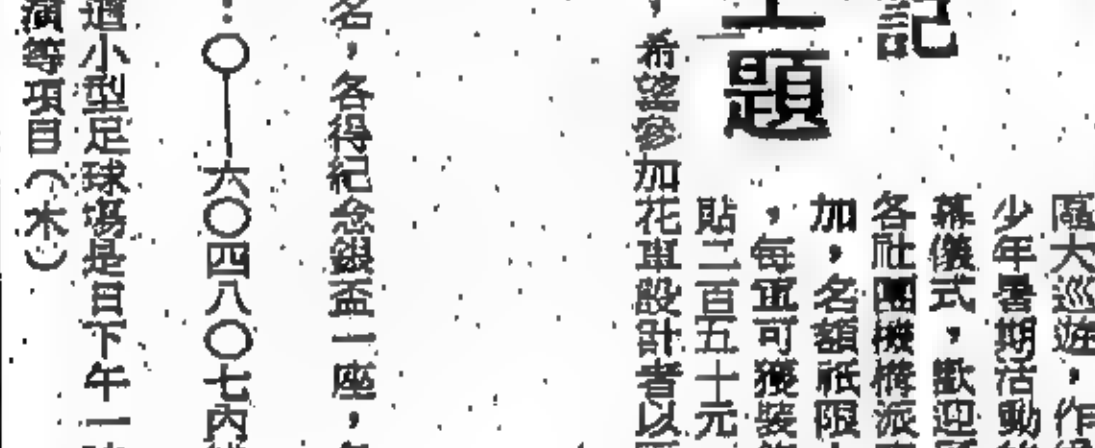 隔大巡遊，作
少年暑期活動
幕儀式，歡迎
各社團機構派
加，名額祇限
，每車可獲裝
貼二百五十元
記
題
，希望參加花車設計者以
名，各得紀念銀盃一座，
：〇—六〇四八〇七內
道小型足球場是日下午一
演等項目（木）